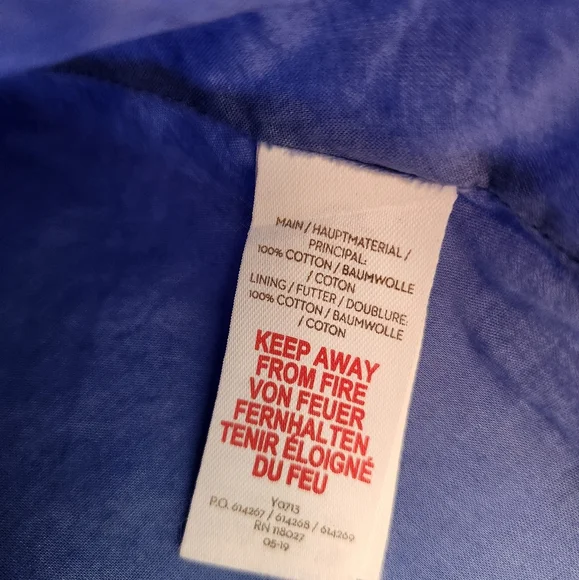 MAIN / HAUPTMATERIAL /
PRINCIPAL:
100% COTTON / BAUMWOLLE
/ COTON
LINING / FUTTER / DOUBLURE:
100% COTTON / BAUMWOLLE
/ COTON
KEEP AWAY
FROM FIRE
VON FEUER
FERNHALTEN
TENIR ÉLOIGNÉ
DU FEU
Y0713
P.O. 614267 / 614268 / 614269
RN 118027
05-19